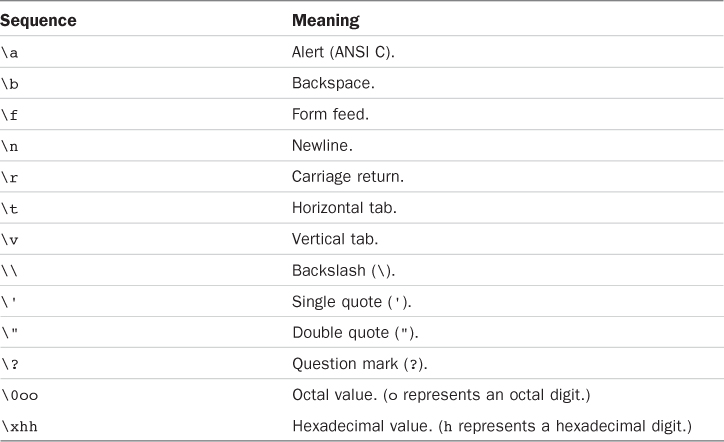 Sequence Meaning
\a Alert (ANSI C).
\b Backspace.
\f Form feed.
\n Newline.
\r Carriage return.
\t Horizontal tab.
\v Vertical tab.
\\ Backslash (\).
\' Single quote (').
\" Double quote (").
\? Question mark (?).
\0oo Octal value. (o represents an octal digit.)
\xhh Hexadecimal value. (h represents a hexadecimal digit.)